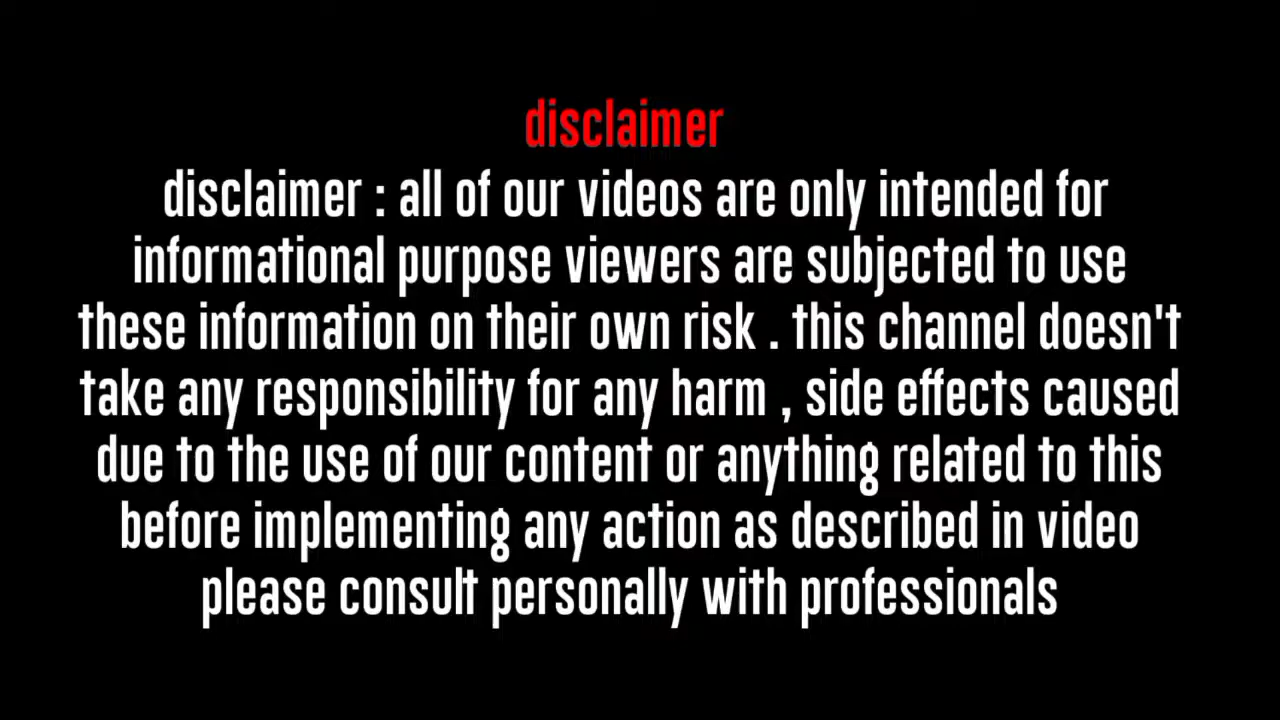 disclaimer
disclaimer : all of our videos are only intended for
informational purpose viewers are subjected to use
these information on their own risk . this channel doesn't
take any responsibility for any harm , side effects caused
due to the use of our content or anything related to this
before implementing any action as described in video
please consult personally with professionals